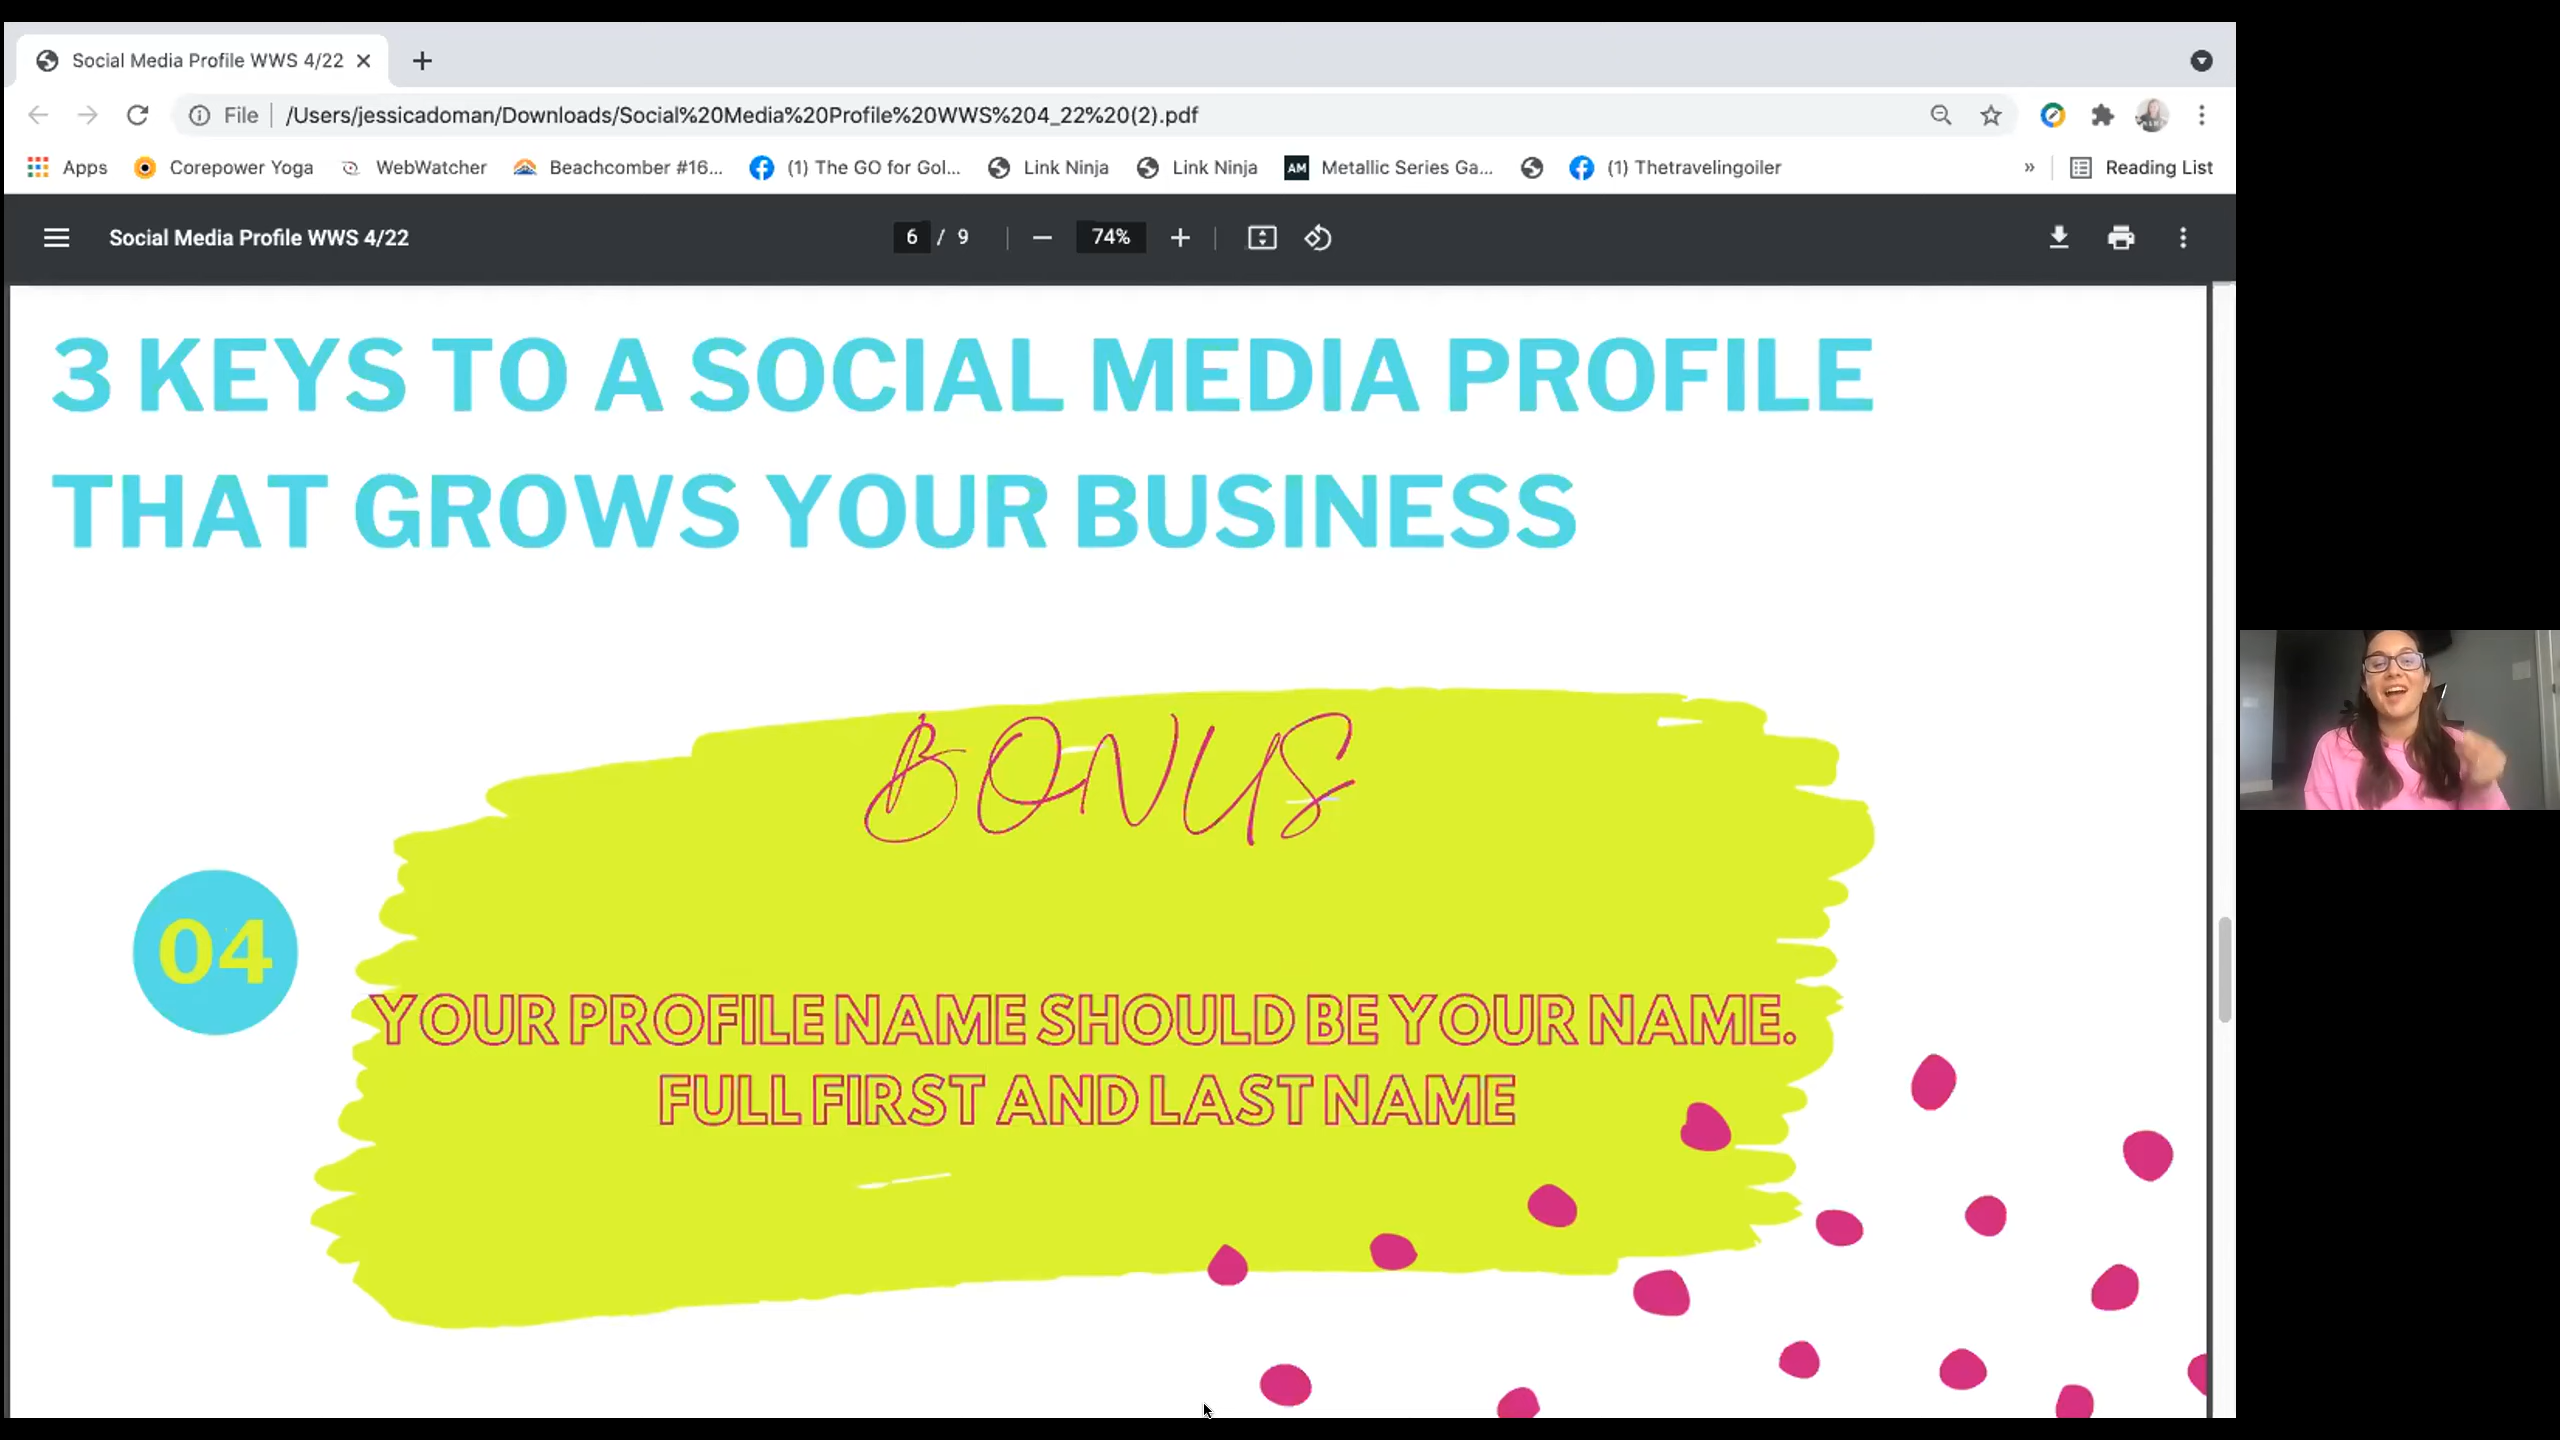 Social Media Profile WWS 4/22
File
/Users/jessicadoman/Downloads/Social%20Media%20Profile%20WWS%204_22%20(2).pdf
Apps
Corepower Yoga
WebWatcher
Beachcomber #16...
(1) The GO for Gol...
Link Ninja
Link Ninja
AM
Metallic Series Ga...
(1) Thetravelingoiler
»
Reading List
Social Media Profile WWS 4/22
6 / 9
74%
3 KEYS TO A SOCIAL MEDIA PROFILE
THAT GROWS YOUR BUSINESS
BONUS
04
YOUR PROFILE NAME SHOULD BE YOUR NAME.
FULL FIRST AND LAST NAME